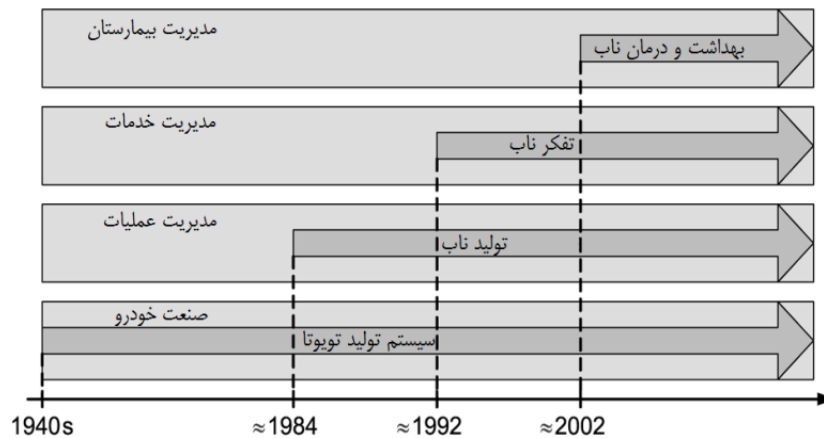 مدیریت بیمارستان
بهداشت و درمان ناب
مدیریت خدمات
تفکر ناب
مدیریت عملیات
تولید ناب
صنعت خودرو
سیستم تولید تویوتا
1940s ≈1984 ≈1992 ≈2002